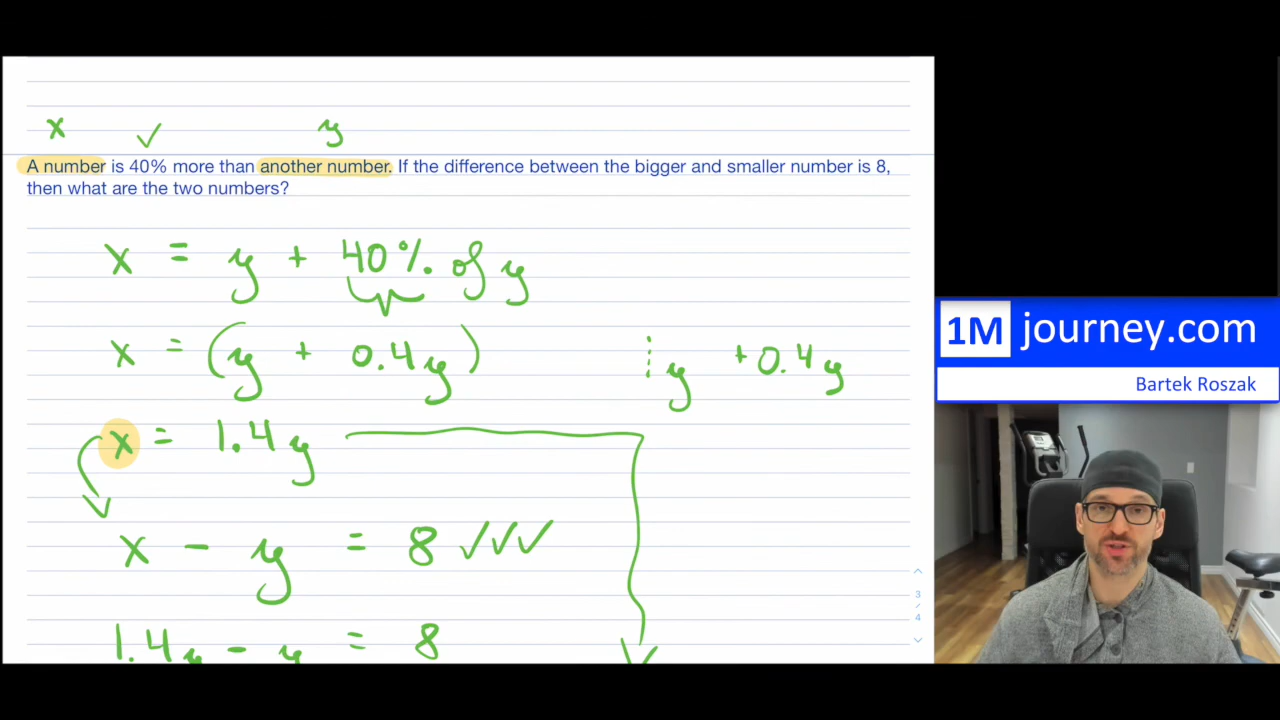 x ✓ y
A number is 40% more than another number. If the difference between the bigger and smaller number is 8,
then what are the two numbers?
x = y + 40% of y
x = (y + 0.4y) y + 0.4y
x = 1.4y
x - y = 8 ✓✓✓
1.4y - y = 8
3
/
4
1M journey.com
Bartek Roszak